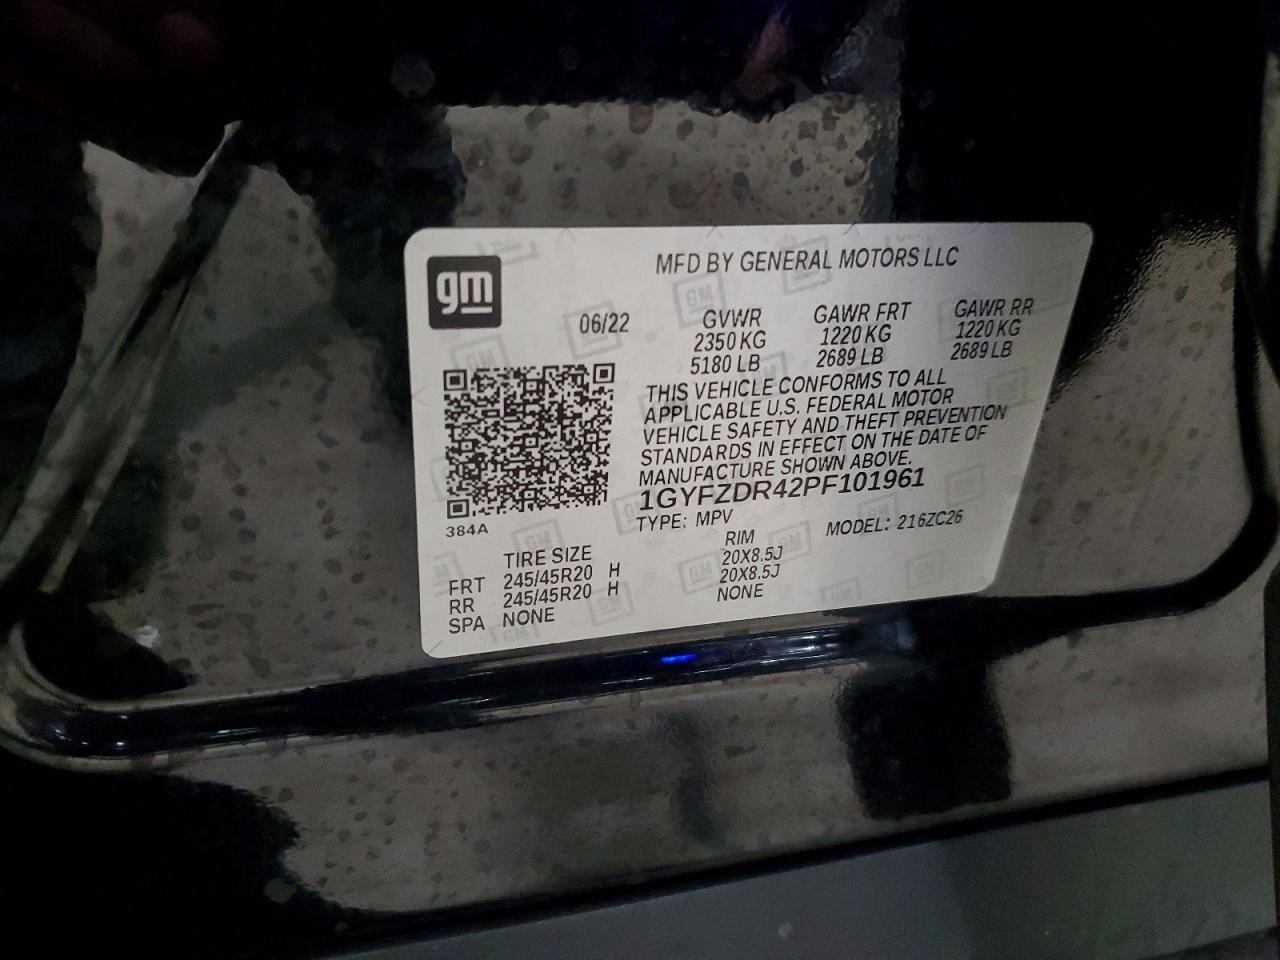 gm
MFD BY GENERAL MOTORS LLC
06/22
GVWR GAWR FRT GAWR RR
2350 KG 1220 KG 1220 KG
5180 LB 2689 LB 2689 LB
THIS VEHICLE CONFORMS TO ALL
APPLICABLE U.S. FEDERAL MOTOR
VEHICLE SAFETY AND THEFT PREVENTION
STANDARDS IN EFFECT ON THE DATE OF
MANUFACTURE SHOWN ABOVE.
1GYFZDR42PF101961
384A
TYPE: MPV MODEL: 216ZC26
TIRE SIZE RIM
FRT 245/45R20 H 20X8.5J
RR 245/45R20 H 20X8.5J
SPA NONE NONE